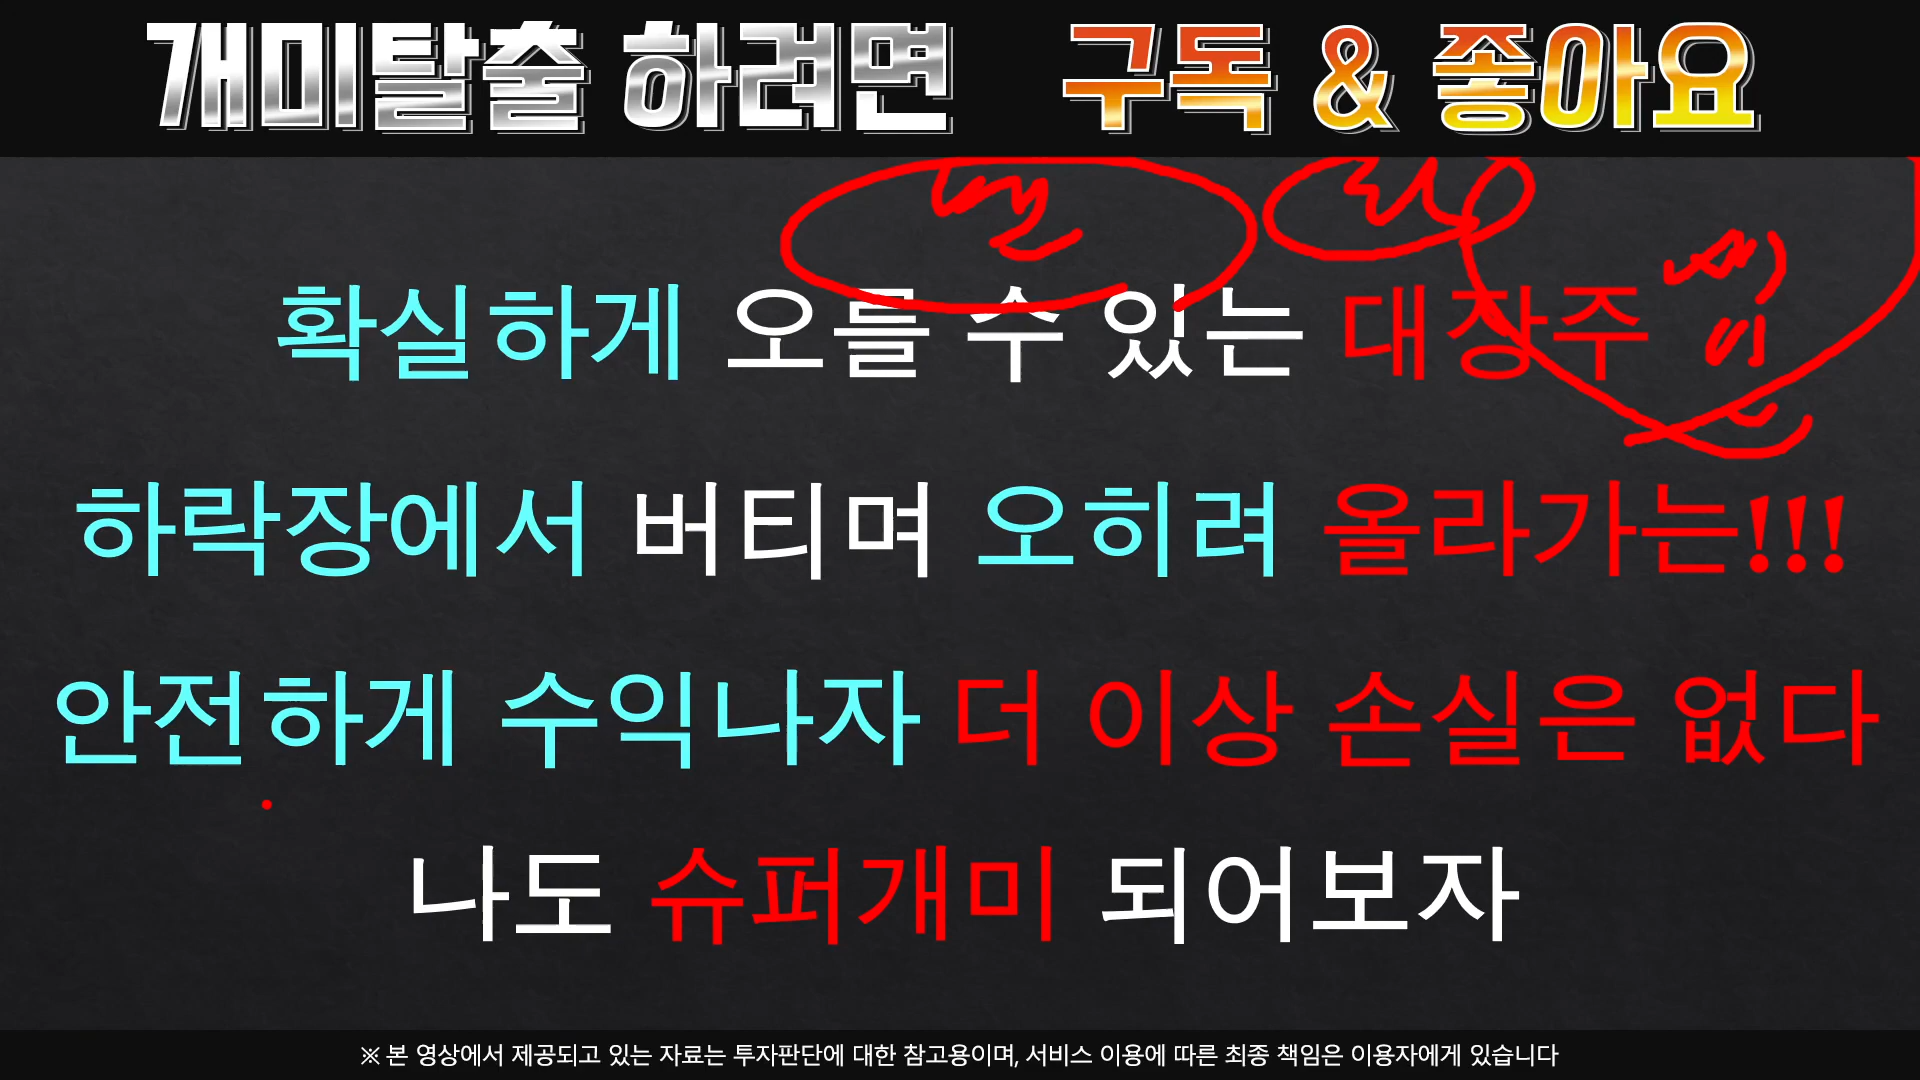 개미탈출 하려면 구독 & 좋아요
확실하게 오를 수 있는 대장주
하락장에서 버티며 오히려 올라가는!!!
안전하게 수익나자 더 이상 손실은 없다
나도 슈퍼개미 되어보자
※ 본 영상에서 제공되고 있는 자료는 투자판단에 대한 참고용이며, 서비스 이용에 따른 최종 책임은 이용자에게 있습니다